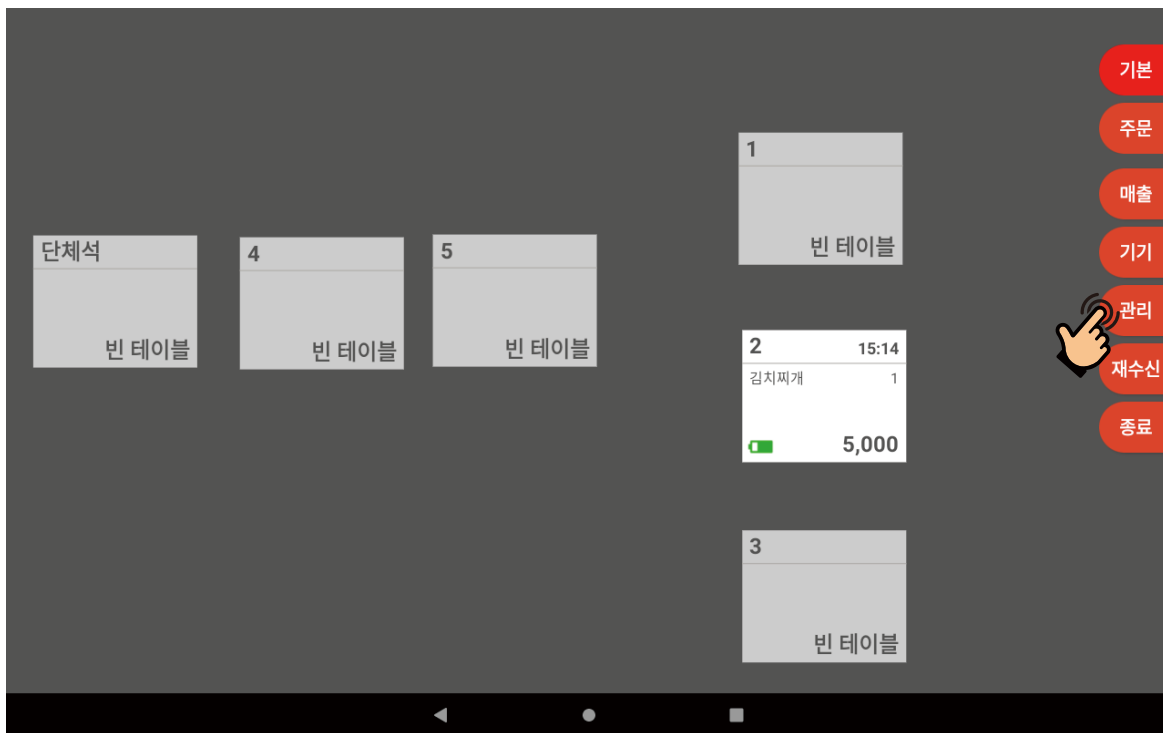 단체석
빈 테이블
4
빈 테이블
5
빈 테이블
1
빈 테이블
2 15:14
김치찌개 1
5,000
3
빈 테이블
기본
주문
매출
기기
관리
재수신
종료